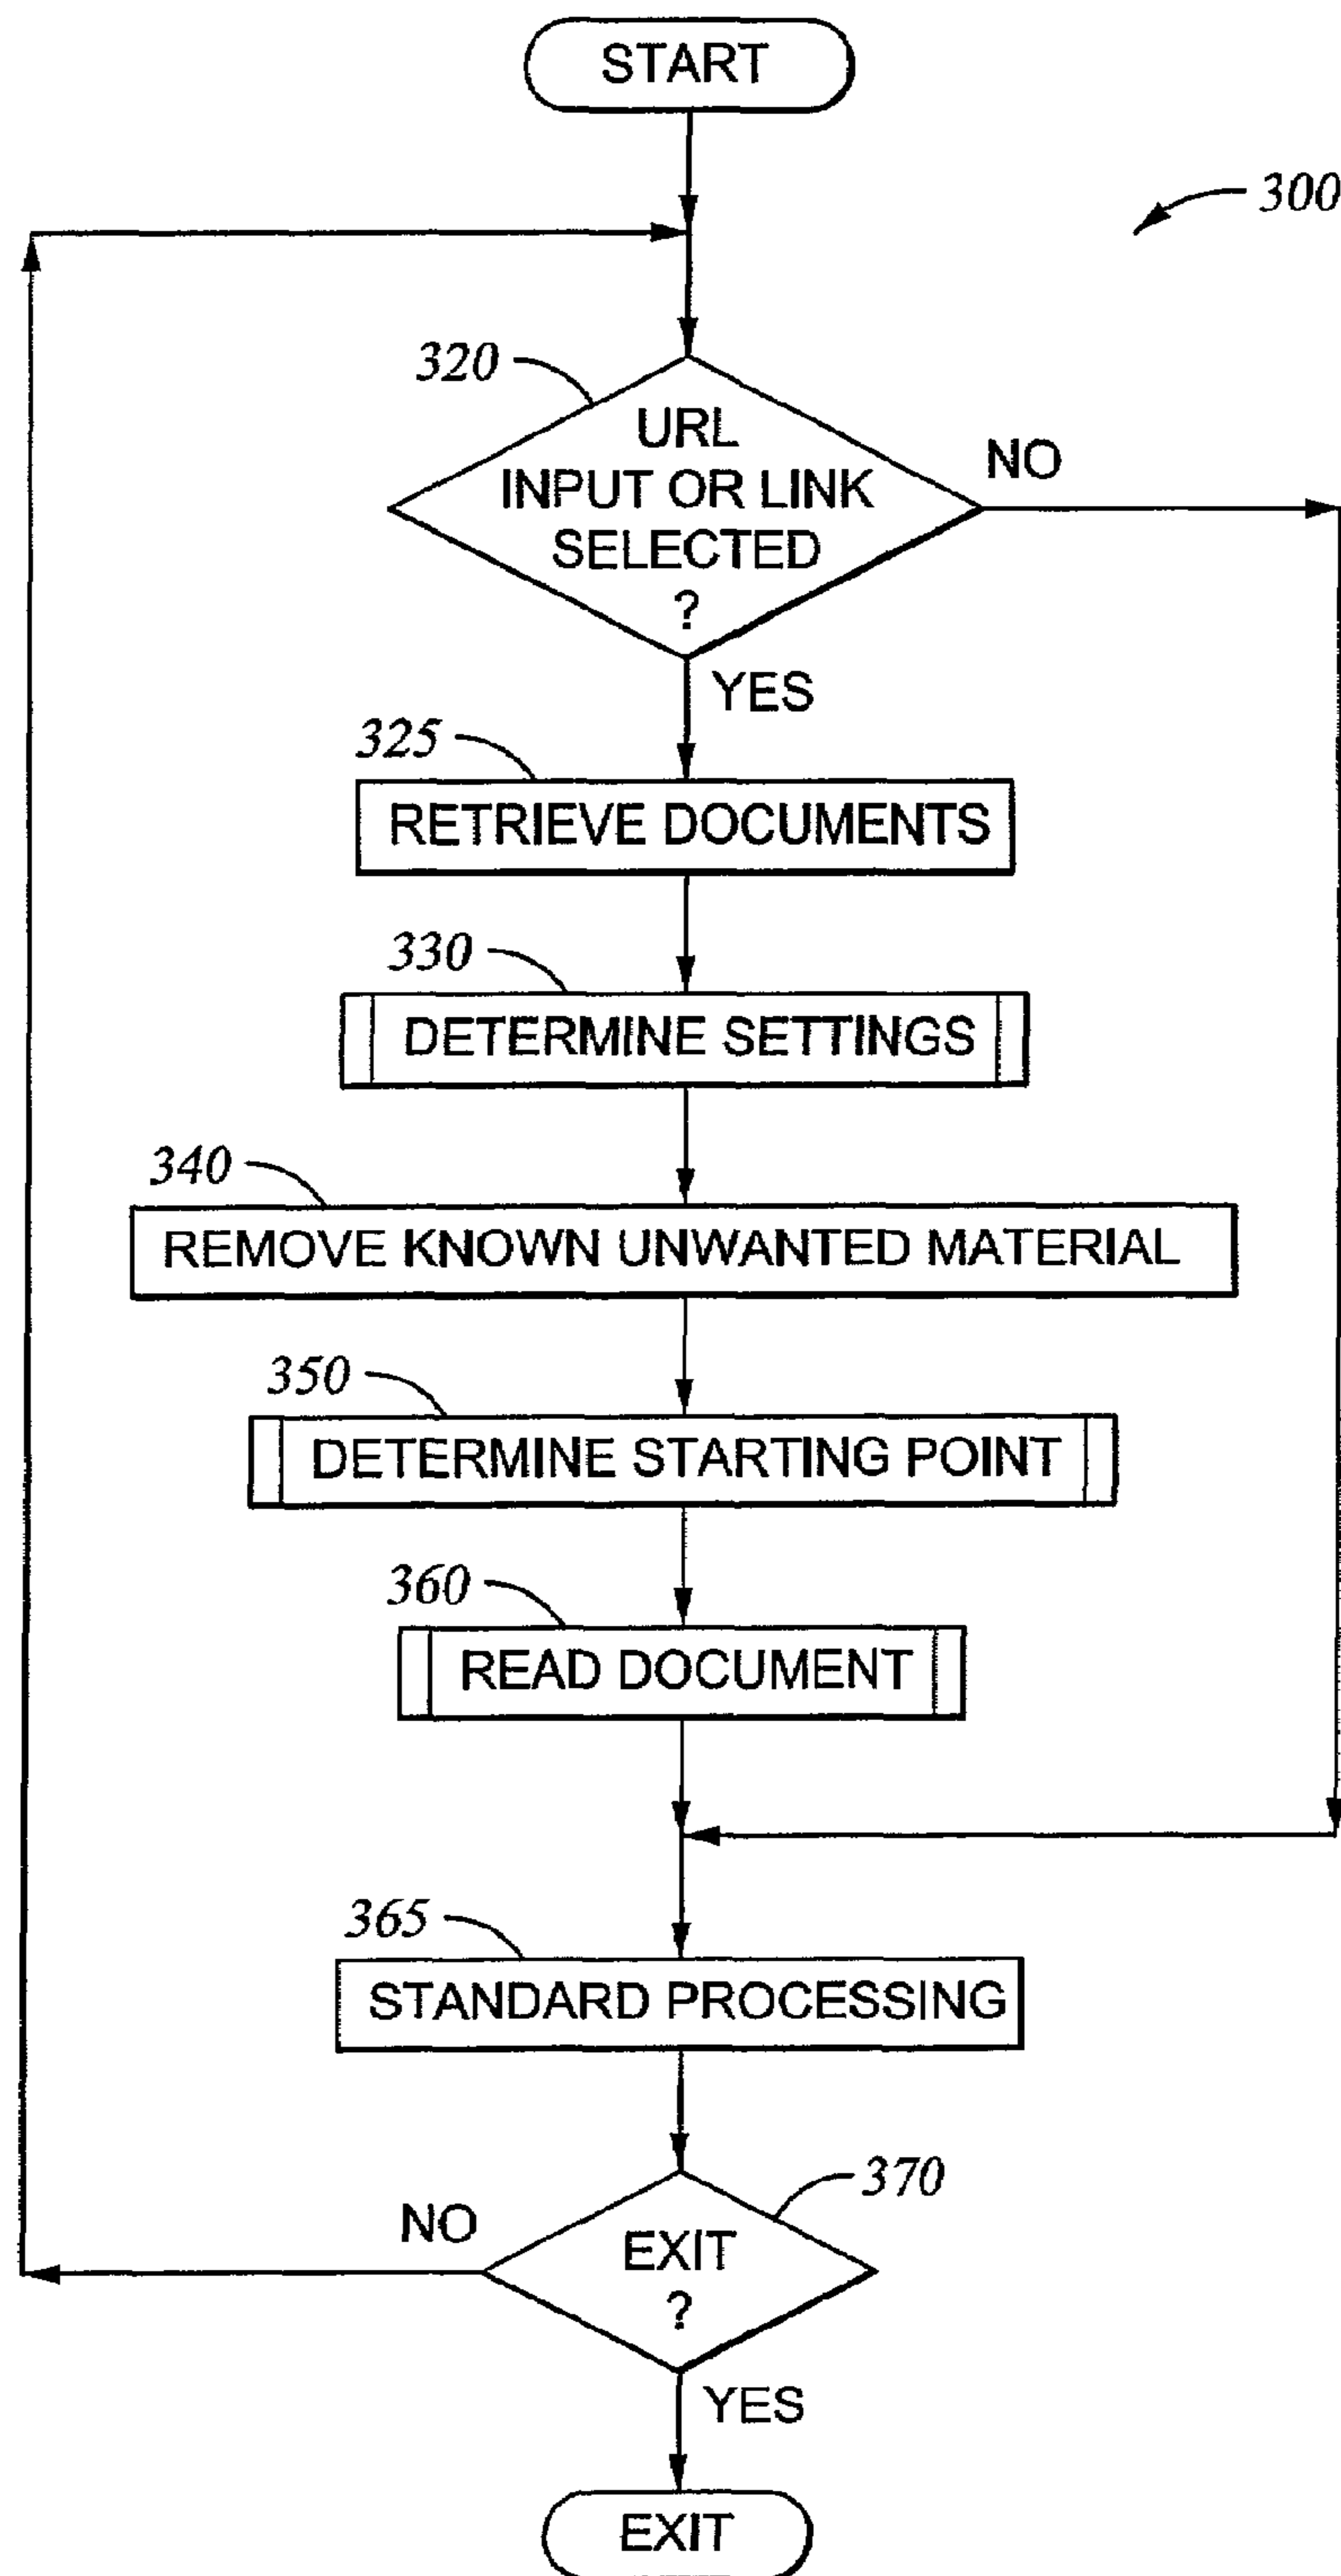 START
300
320
URL
INPUT OR LINK
SELECTED
?
NO
YES
325
RETRIEVE DOCUMENTS
330
DETERMINE SETTINGS
340
REMOVE KNOWN UNWANTED MATERIAL
350
DETERMINE STARTING POINT
360
READ DOCUMENT
365
STANDARD PROCESSING
370
NO
EXIT
?
YES
EXIT